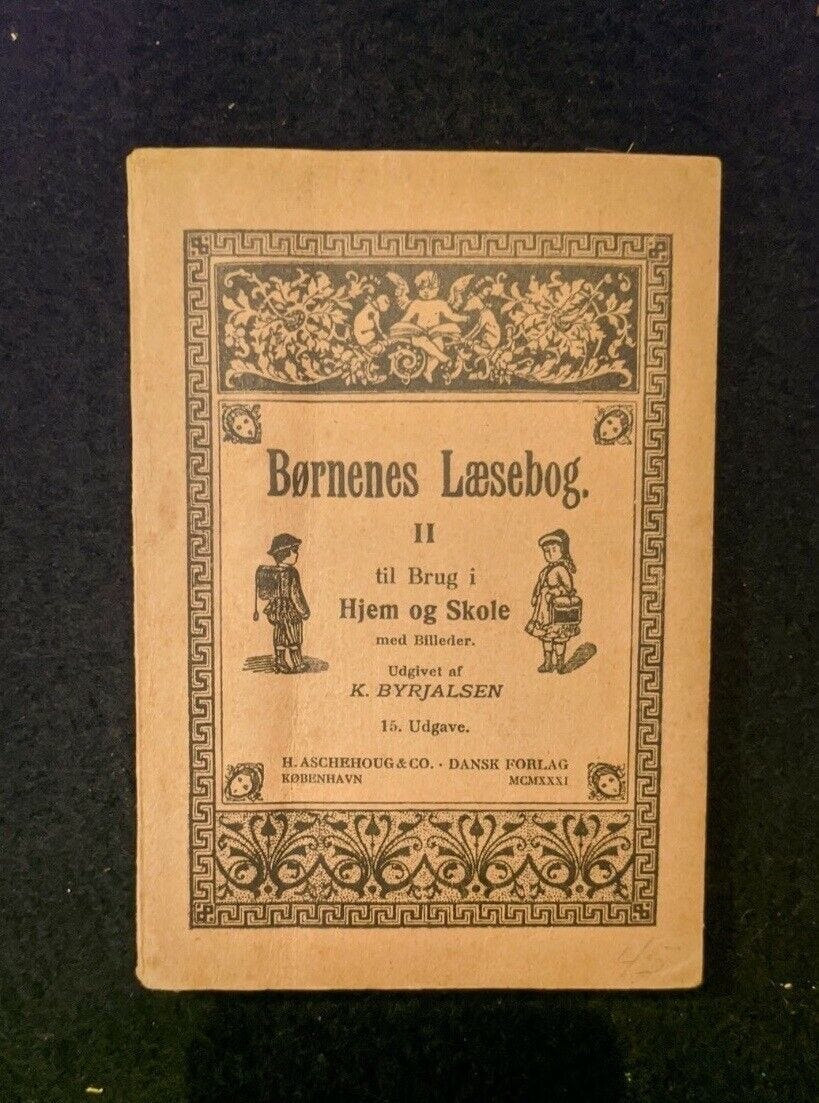 Børnenes Læsebog.
II
til Brug i
Hjem og Skole
med Billeder.
Udgivet af
K. BYRJALSEN
15. Udgave.
H. ASCHEHOUG & CO. · DANSK FORLAG
KØBENHAVN MCMXXXI